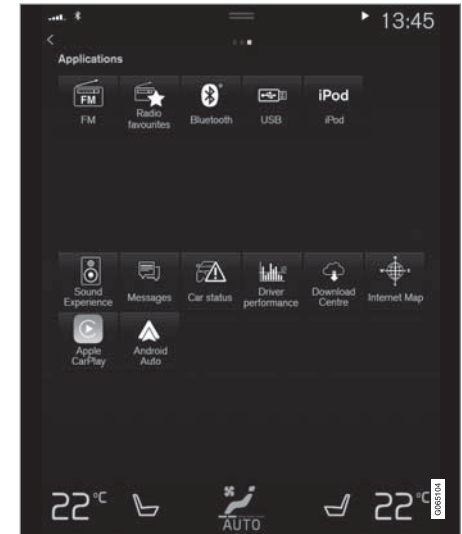 13:45
Applications
FM
FM
Radio
favourites
Bluetooth
USB
iPod
iPod
Sound
Experience
Messages
Car status
Driver
performance
Download
Centre
Internet Map
Apple
CarPlay
Android
Auto
22°C
AUTO
22°C
G065104